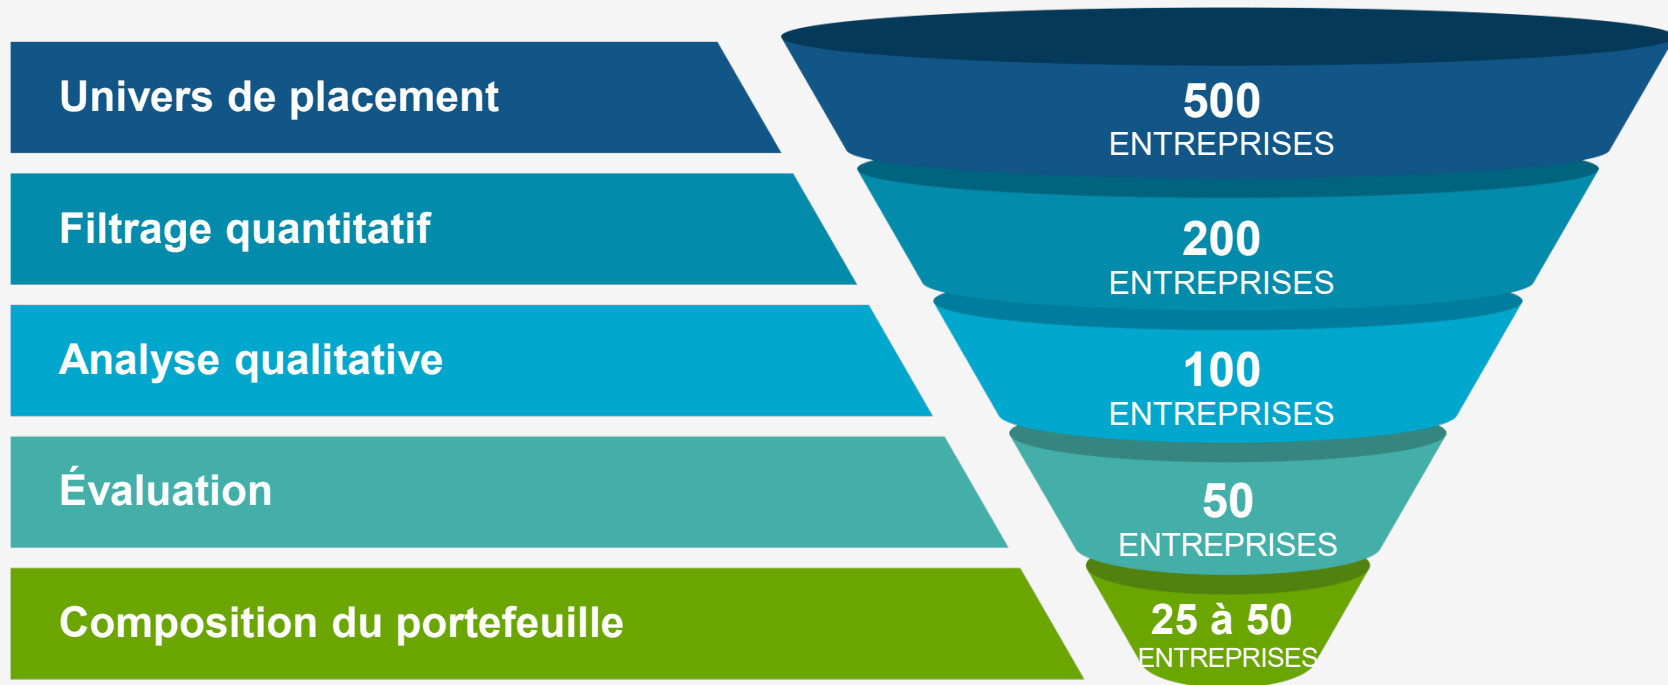 Univers de placement
500
ENTREPRISES
Filtrage quantitatif
200
ENTREPRISES
Analyse qualitative
100
ENTREPRISES
Évaluation
50
ENTREPRISES
Composition du portefeuille
25 à 50
ENTREPRISES